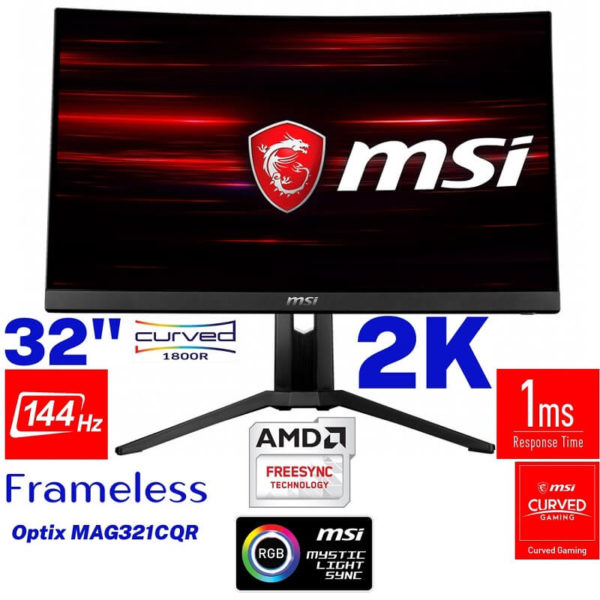 msi
msi
32"
curved
1800R
2K
144Hz
1ms
Response Time
AMD
FREESYNC
TECHNOLOGY
Frameless
Optix MAG321CQR
msi
CURVED
GAMING
Curved Gaming
RGB
msi
MYSTIC
LIGHT
SYNC